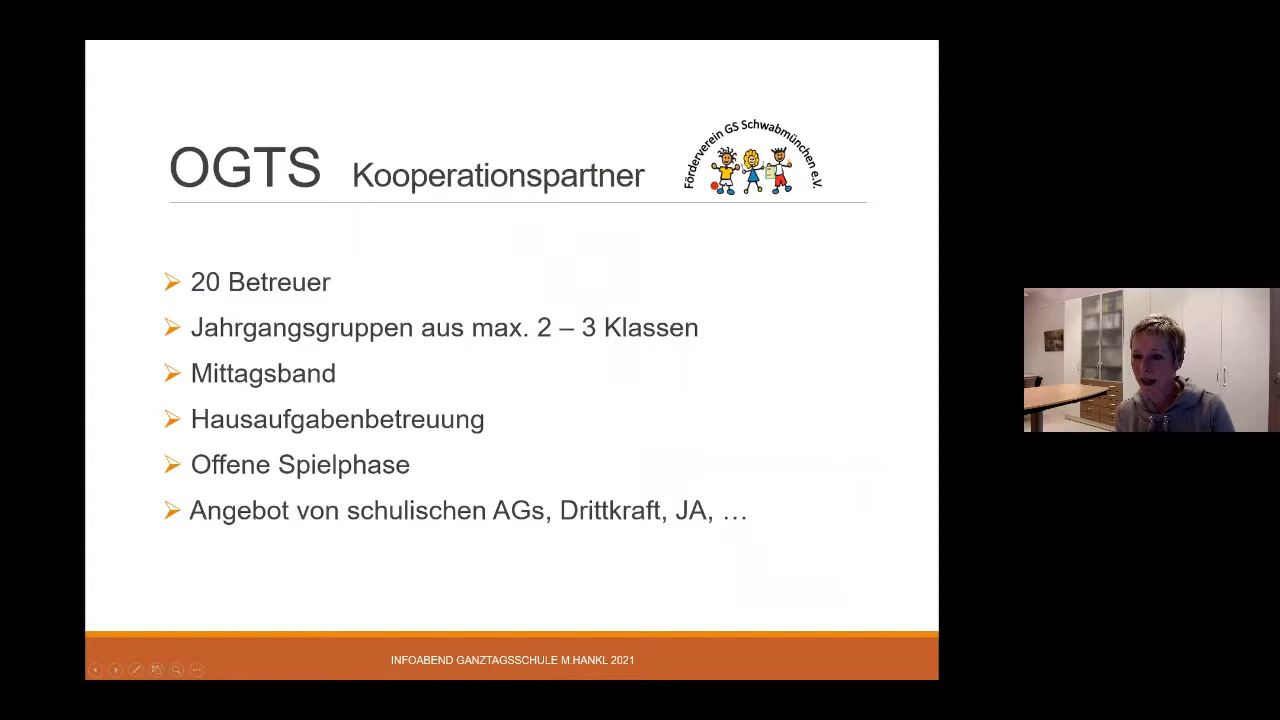 OGTS Kooperationspartner
Förderverein GS Schwabmünchen e.V.
20 Betreuer
Jahrgangsgruppen aus max. 2 – 3 Klassen
Mittagsband
Hausaufgabenbetreuung
Offene Spielphase
Angebot von schulischen AGs, Drittkraft, JA, …
INFOABEND GANZTAGSSCHULE M.HANKL 2021